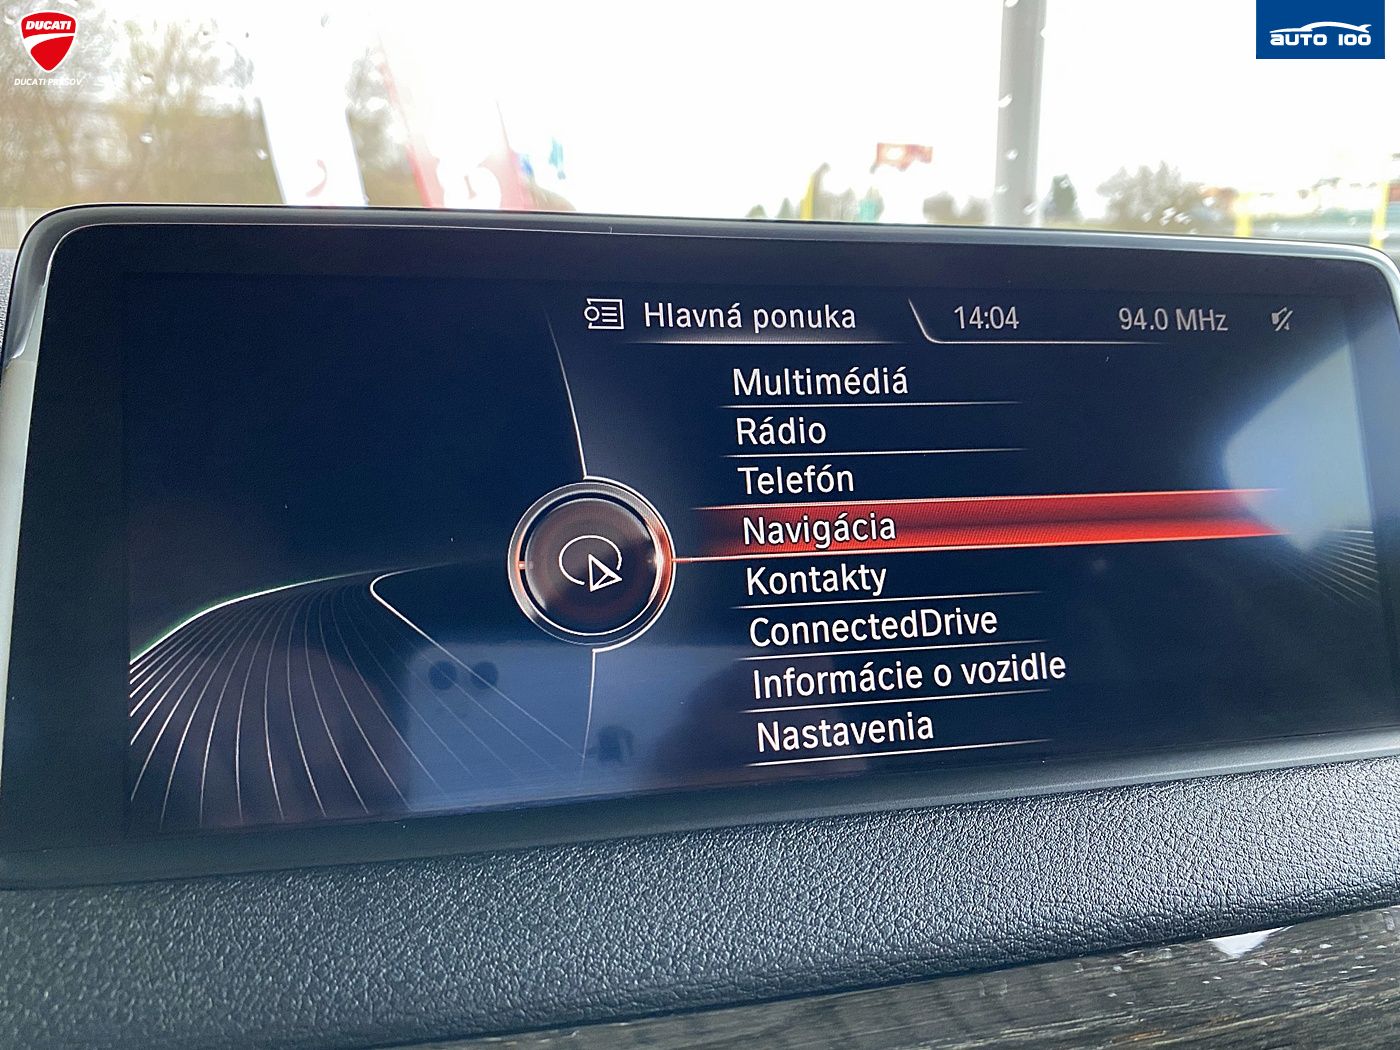 DUCATI
DUCATI PREŠOV
AUTO 100
Hlavná ponuka 14:04 94.0 MHz
Multimédiá
Rádio
Telefón
Navigácia
Kontakty
ConnectedDrive
Informácie o vozidle
Nastavenia